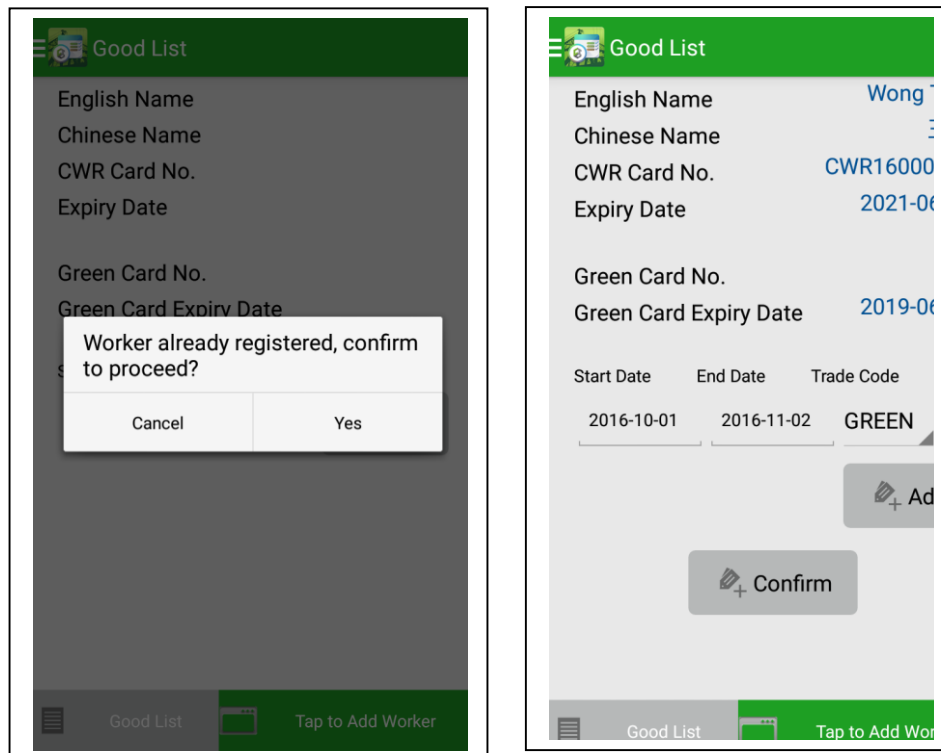 Good List
English Name
Chinese Name
CWR Card No.
Expiry Date
Green Card No.
Green Card Expiry Date
Worker already registered, confirm
to proceed?
Cancel Yes
Good List Tap to Add Worker
Good List
English Name Wong
Chinese Name
CWR Card No. CWR16000
Expiry Date 2021-06
Green Card No.
Green Card Expiry Date 2019-06
Start Date End Date Trade Code
2016-10-01 2016-11-02 GREEN
Ad
Confirm
Good List Tap to Add Wor